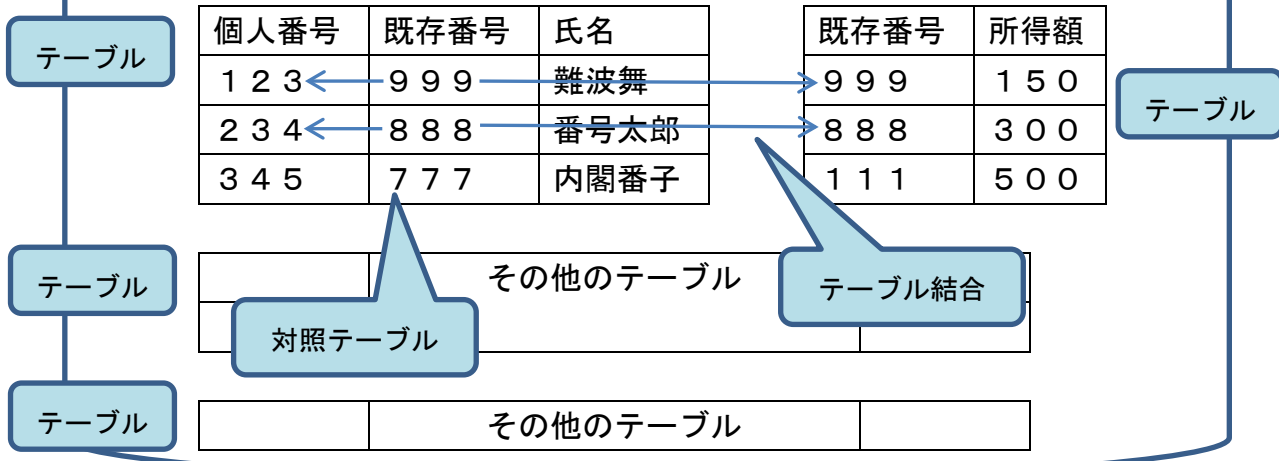 テーブル
個人番号 既存番号 氏名
１２３ ９９９ 難波舞
２３４ ８８８ 番号太郎
３４５ ７７７ 内閣番子
既存番号 所得額
９９９ １５０
８８８ ３００
１１１ ５００
テーブル
テーブル
その他のテーブル
テーブル結合
対照テーブル
テーブル
その他のテーブル